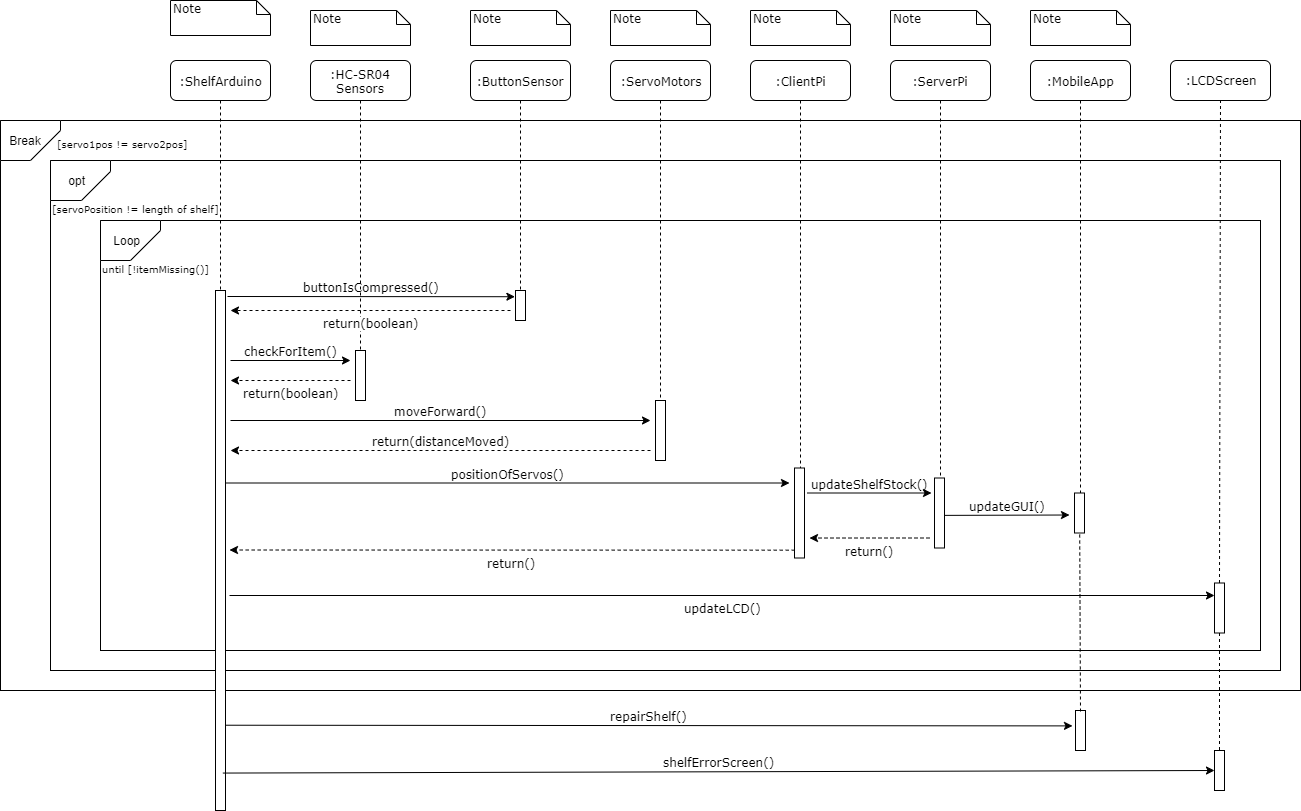 Note
Note
Note
Note
Note
Note
Note
:ShelfArduino
:HC-SR04
Sensors
:ButtonSensor
:ServoMotors
:ClientPi
:ServerPi
:MobileApp
:LCDScreen
Break
[servo1pos != servo2pos]
opt
[servoPosition != length of shelf]
Loop
until [!itemMissing()]
buttonIsCompressed()
return(boolean)
checkForItem()
return(boolean)
moveForward()
return(distanceMoved)
positionOfServos()
updateShelfStock()
updateGUI()
return()
return()
updateLCD()
repairShelf()
shelfErrorScreen()